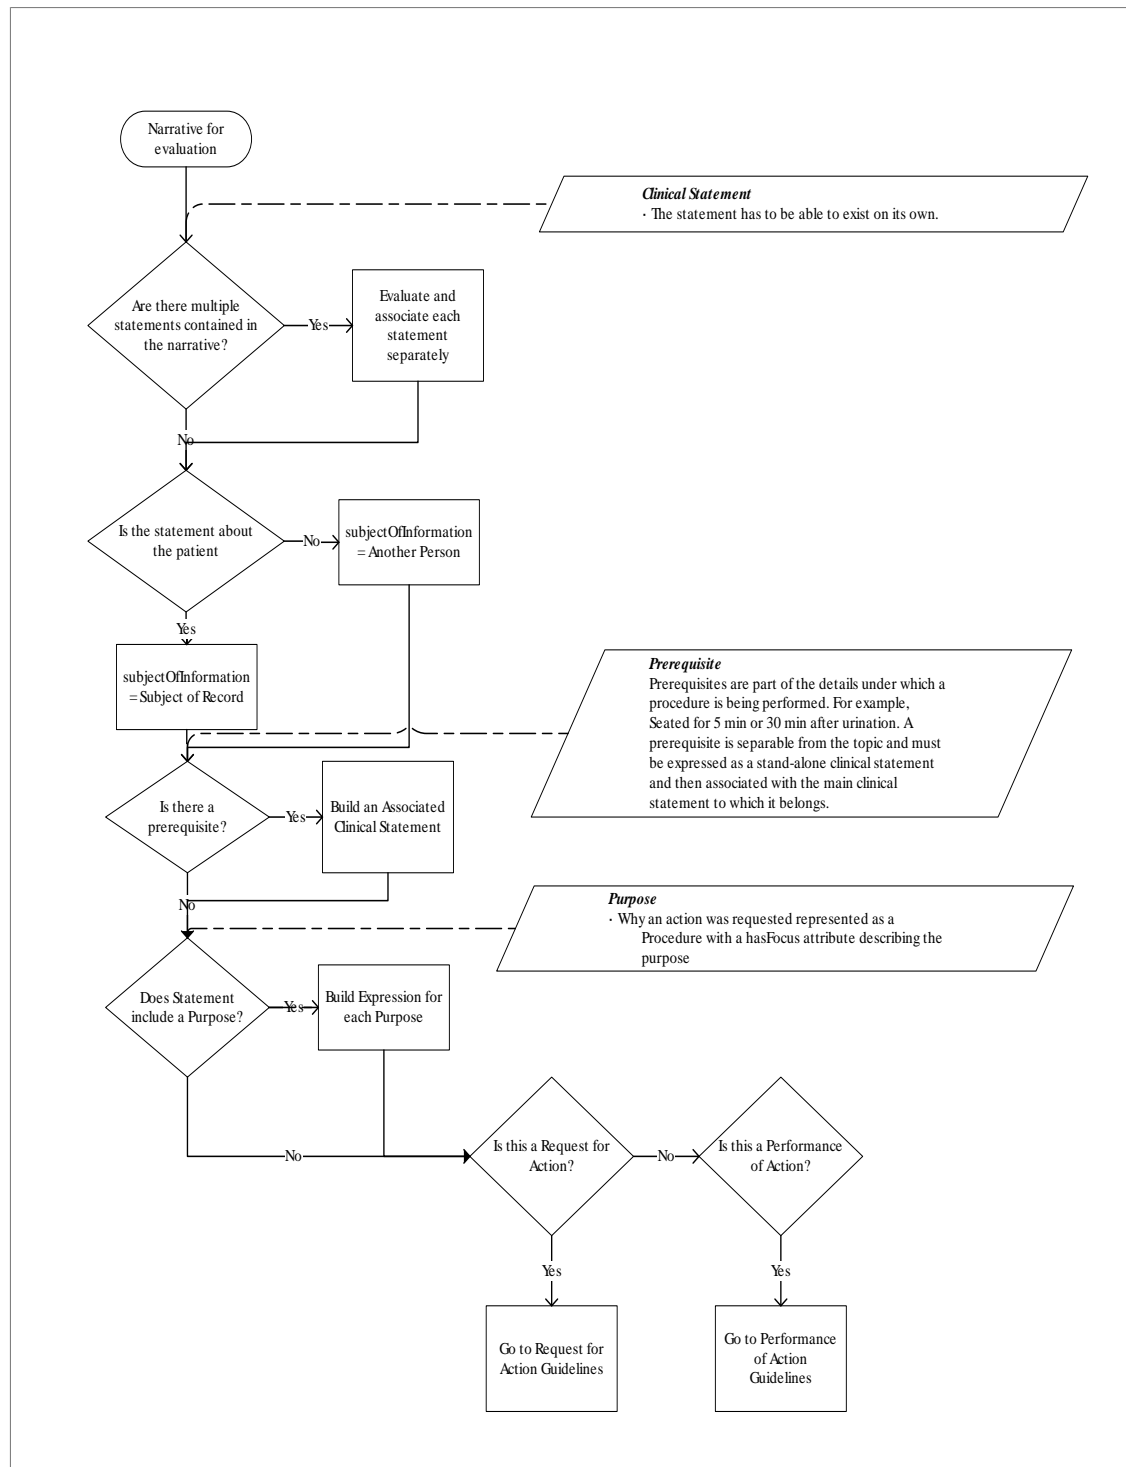 Narrative for
evaluation
Clinical Statement
· The statement has to be able to exist on its own.
Are there multiple
statements contained in
the narrative?
Yes
Evaluate and
associate each
statement
separately
No
Is the statement about
the patient
No
subjectOfInformation
= Another Person
Yes
subjectOfInformation
= Subject of Record
Prerequisite
Prerequisites are part of the details under which a
procedure is being performed. For example,
Seated for 5 min or 30 min after urination. A
prerequisite is separable from the topic and must
be expressed as a stand-alone clinical statement
and then associated with the main clinical
statement to which it belongs.
Is there a
prerequisite?
Yes
Build an Associated
Clinical Statement
No
Purpose
· Why an action was requested represented as a
Procedure with a hasFocus attribute describing the
purpose
Does Statement
include a Purpose?
Yes
Build Expression for
each Purpose
No
Is this a Request for
Action?
No
Is this a Performance
of Action?
Yes
Yes
Go to Request for
Action Guidelines
Go to Performance
of Action
Guidelines